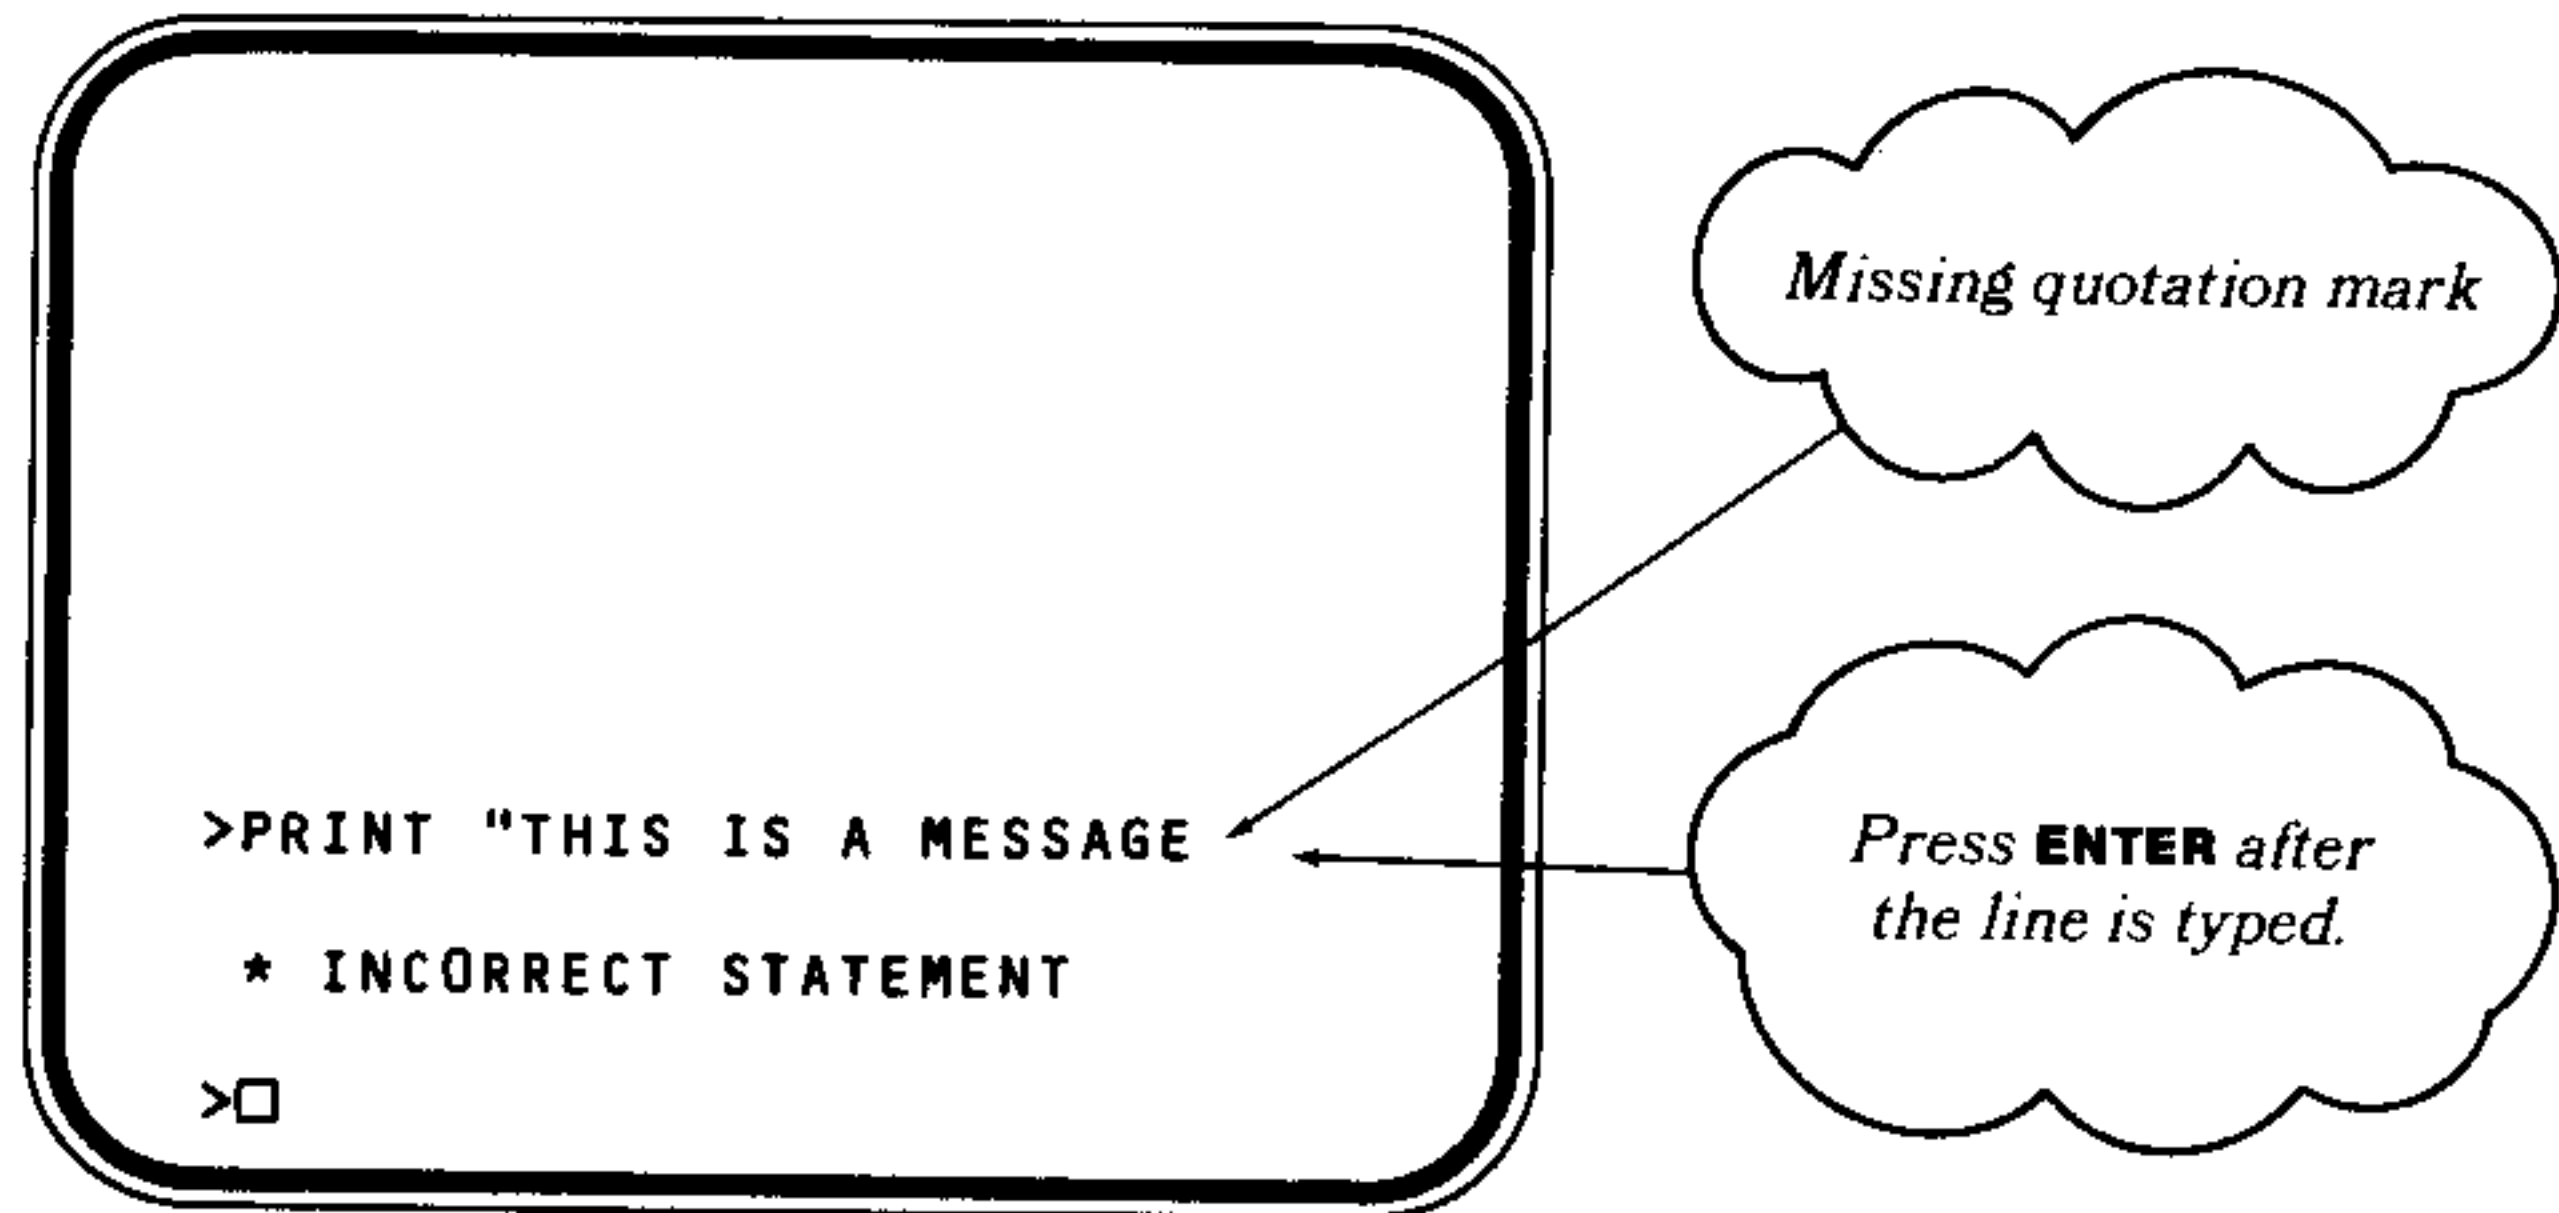 >PRINT "THIS IS A MESSAGE
* INCORRECT STATEMENT
>
Missing quotation mark
Press ENTER after
the line is typed.